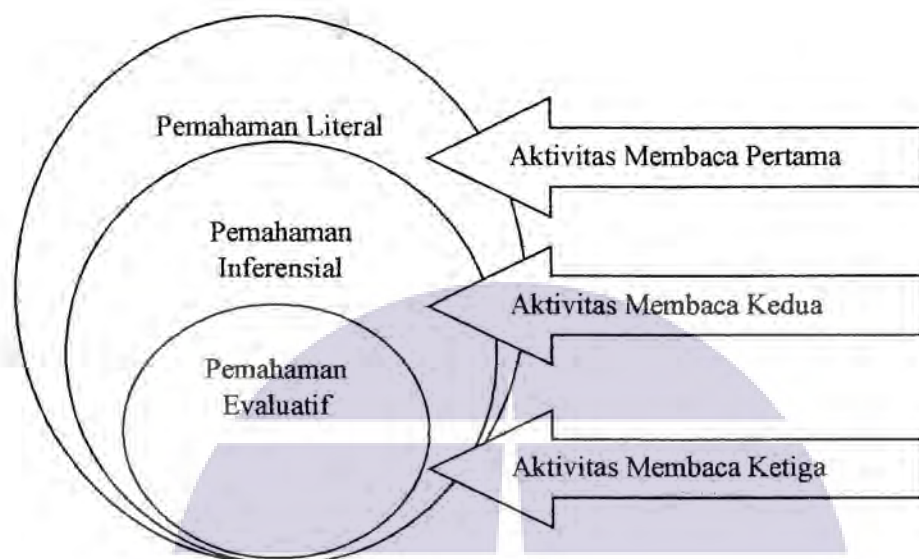 Pemahaman Literal
Aktivitas Membaca Pertama
Pemahaman
Inferensial
Aktivitas Membaca Kedua
Pemahaman
Evaluatif
Aktivitas Membaca Ketiga